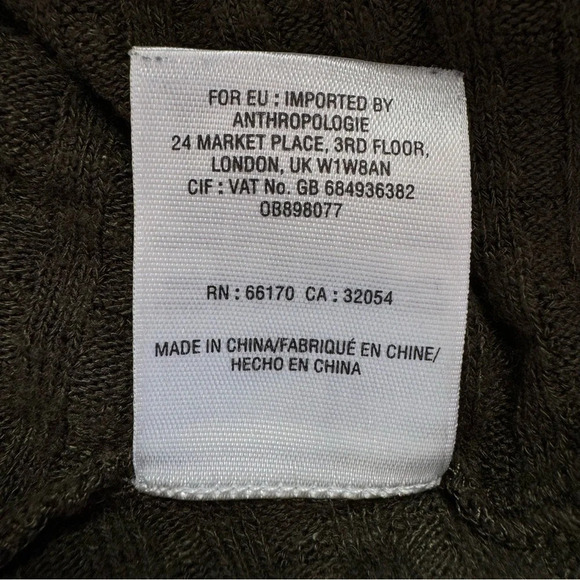 FOR EU : IMPORTED BY
ANTHROPOLOGIE
24 MARKET PLACE, 3RD FLOOR,
LONDON, UK W1W8AN
CIF : VAT No. GB 684936382
OB898077
RN : 66170 CA : 32054
MADE IN CHINA/FABRIQUÉ EN CHINE/
HECHO EN CHINA